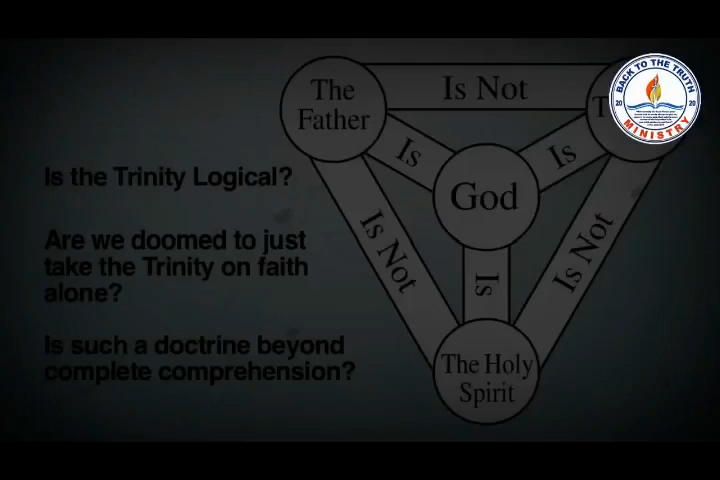 BACK TO THE TRUTH
20 20
MINISTRY
The
Father
Is Not
T
Is
Is
God
Is the Trinity Logical?
Are we doomed to just
take the Trinity on faith
alone?
Is Not
Is
Is Not
Is such a doctrine beyond
complete comprehension?
The Holy
Spirit